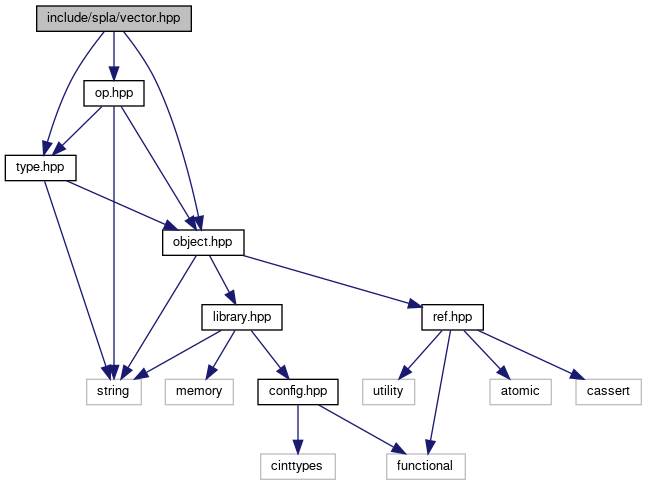 include/spla/vector.hpp
op.hpp
type.hpp
object.hpp
library.hpp
ref.hpp
string
memory
config.hpp
utility
atomic
cassert
cinttypes
functional